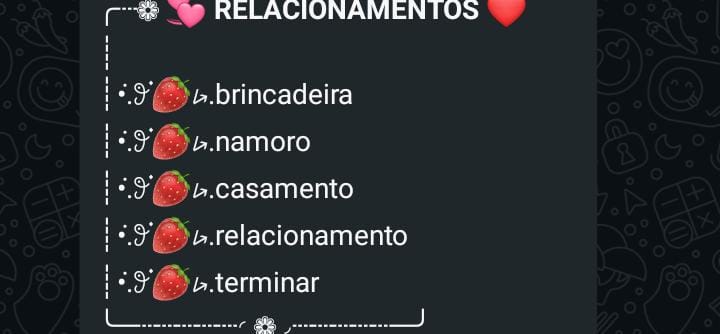 RELACIONAMENTOS
.brincadeira
.namoro
.casamento
.relacionamento
.terminar